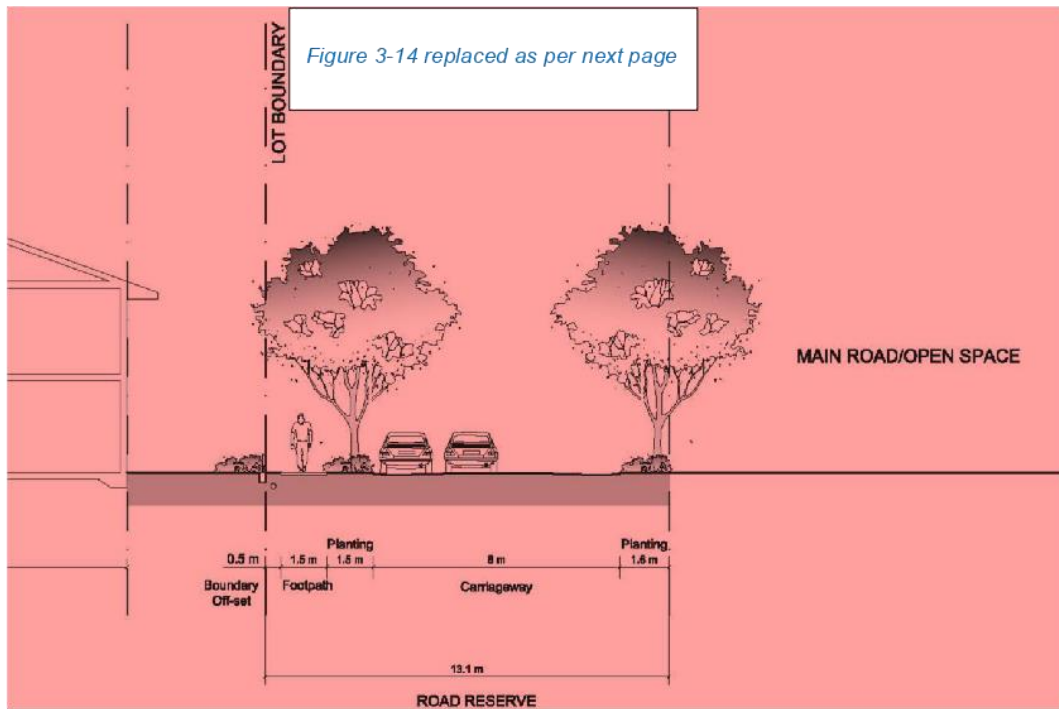 Figure 3-14 replaced as per next page
LOT BOUNDARY
MAIN ROAD/OPEN SPACE
Planting
Planting
0.5 m
1.5 m
1.5 m
8 m
1.6 m
Boundary
Off-set
Footpath
Carriageway
13.1 m
ROAD RESERVE